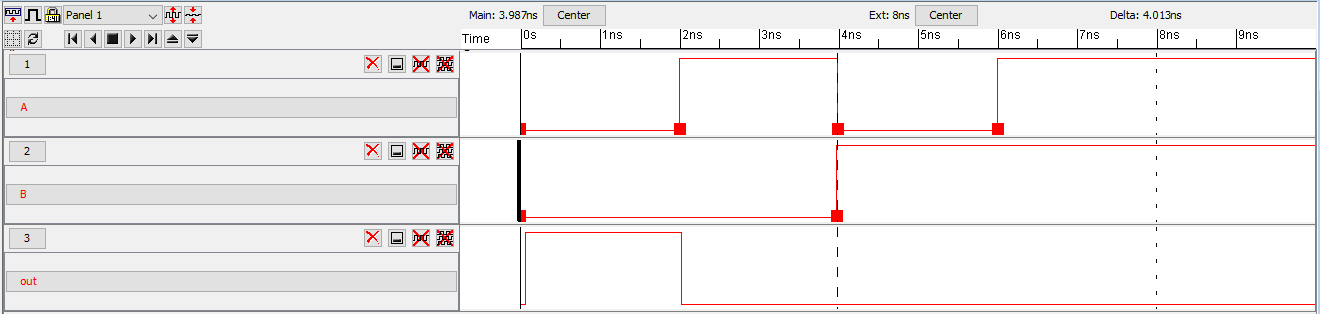 Panel 1 Main: 3.987ns Center Ext: 8ns Center Delta: 4.013ns
Time 0s 1ns 2ns 3ns 4ns 5ns 6ns 7ns 8ns 9ns
1
A
2
B
3
out